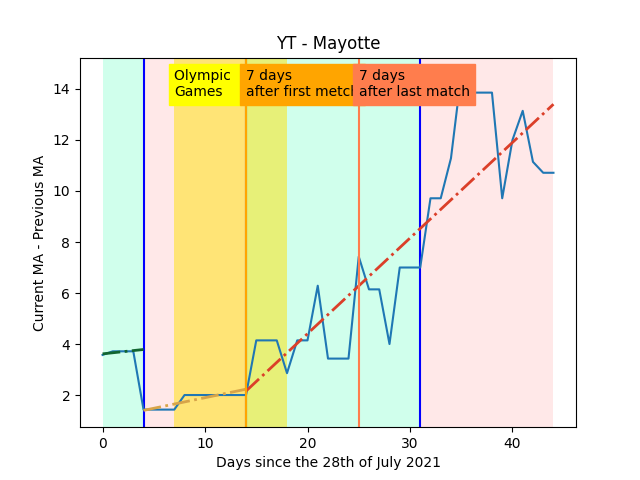 YT - Mayotte
Olympic
Games
7 days
after first metch
7 days
after last match
Current MA - Previous MA
14
12
10
8
6
4
2
0
10
20
30
40
Days since the 28th of July 2021